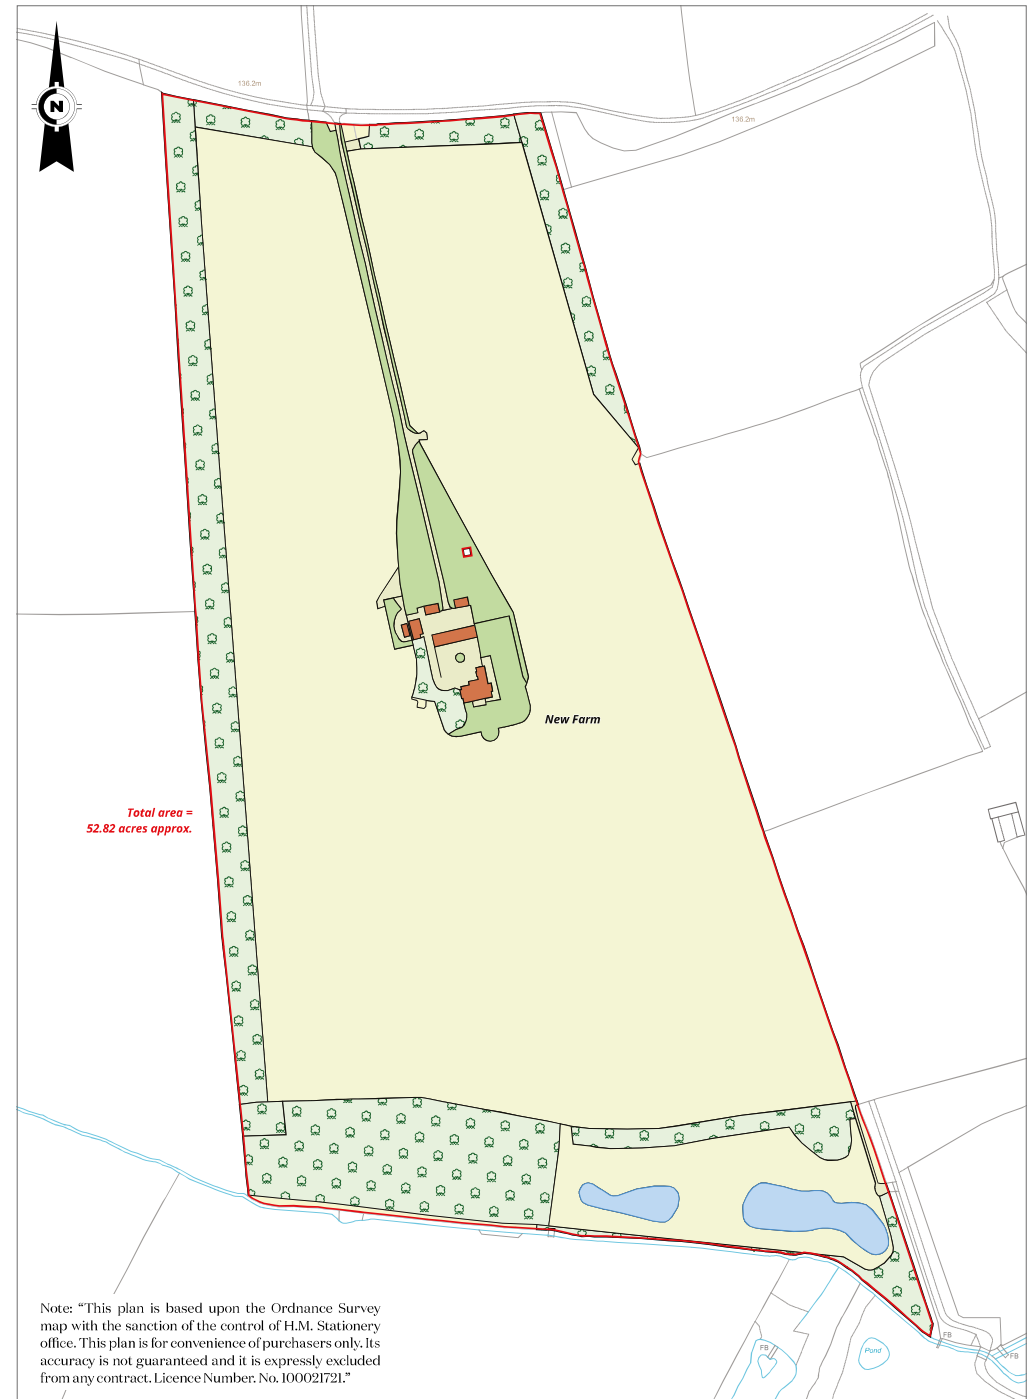 136.2m
N
136.2m
New Farm
Total area =
52.82 acres approx.
Note: “This plan is based upon the Ordnance Survey
map with the sanction of the control of H.M. Stationery
office. This plan is for convenience of purchasers only. Its
accuracy is not guaranteed and it is expressly excluded
from any contract. Licence Number. No. 100021721.”
FB
FB
Pond
FB